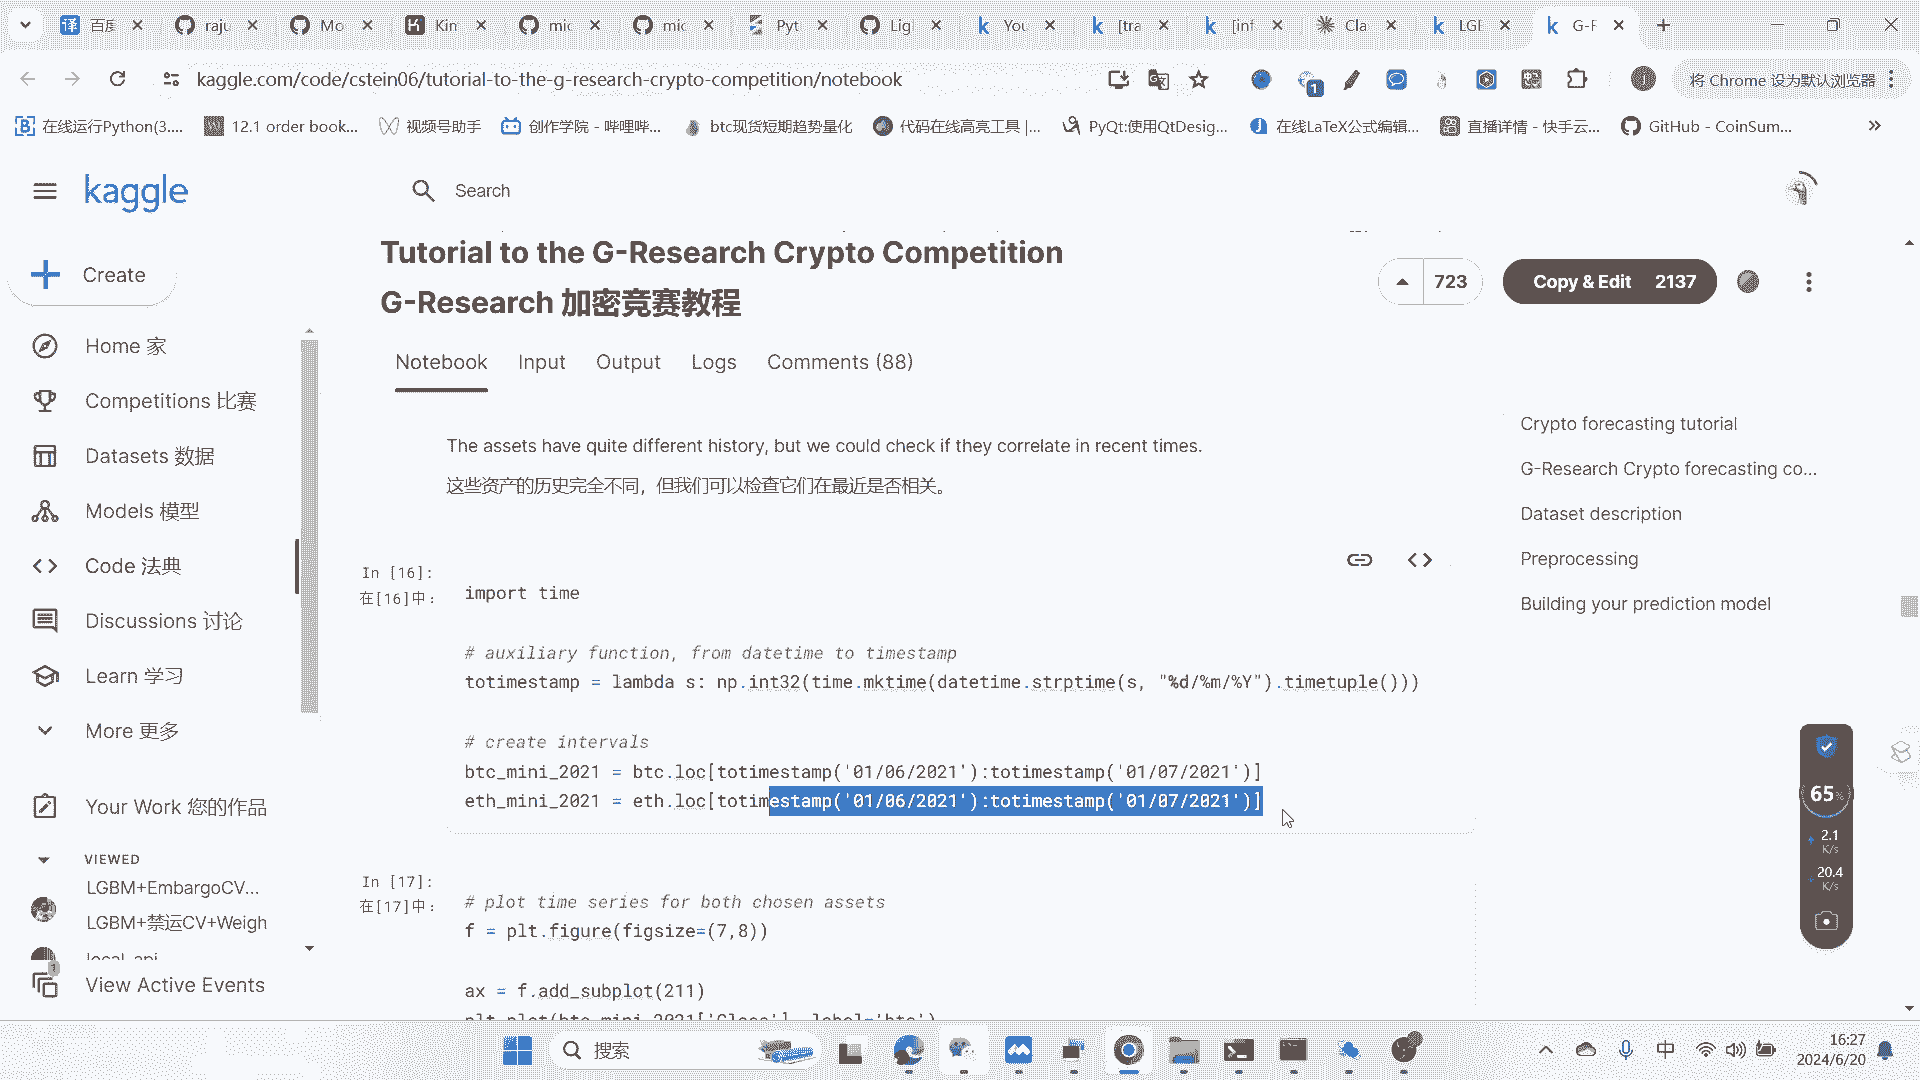 百度
raju
Mo
Kin
mic
mic
Pyt
Ligl
You
[tra
[inf
Cla
LGE
G-F
kaggle.com/code/cstein06/tutorial-to-the-g-research-crypto-competition/notebook
1
j
将 Chrome 设为默认浏览器
在线运行Python(3....
12.1 order book...
视频号助手
创作学院 - 哔哩哔...
btc现货短期趋势量化
代码在线高亮工具 |...
PyQt:使用QtDesig...
在线LaTeX公式编辑...
直播详情 - 快手云...
GitHub - CoinSum...
kaggle
Search
Create
Home 家
Competitions 比赛
Datasets 数据
Models 模型
Code 法典
Discussions 讨论
Learn 学习
More 更多
Your Work 您的作品
VIEWED
LGBM+EmbargoCV...
LGBM+禁运CV+Weigh
local_api
1
View Active Events
Tutorial to the G-Research Crypto Competition
G-Research 加密竞赛教程
723
Copy & Edit 2137
Notebook
Input
Output
Logs
Comments (88)
The assets have quite different history, but we could check if they correlate in recent times.
这些资产的历史完全不同，但我们可以检查它们在最近是否相关。
In [16]:
在[16]中：
import time
# auxiliary function, from datetime to timestamp
totimestamp = lambda s: np.int32(time.mktime(datetime.strptime(s, "%d/%m/%Y").timetuple()))
# create intervals
btc_mini_2021 = btc.loc[totimestamp('01/06/2021'):totimestamp('01/07/2021')]
eth_mini_2021 = eth.loc[totimestamp('01/06/2021'):totimestamp('01/07/2021')]
In [17]:
在[17]中：
# plot time series for both chosen assets
f = plt.figure(figsize=(7,8))
ax = f.add_subplot(211)
plt.plot(btc_mini_2021['Close'], label='btc')
Crypto forecasting tutorial
G-Research Crypto forecasting co...
Dataset description
Preprocessing
Building your prediction model
65%
2.1
K/s
20.4
K/s
搜索
中
16:27
2024/6/20